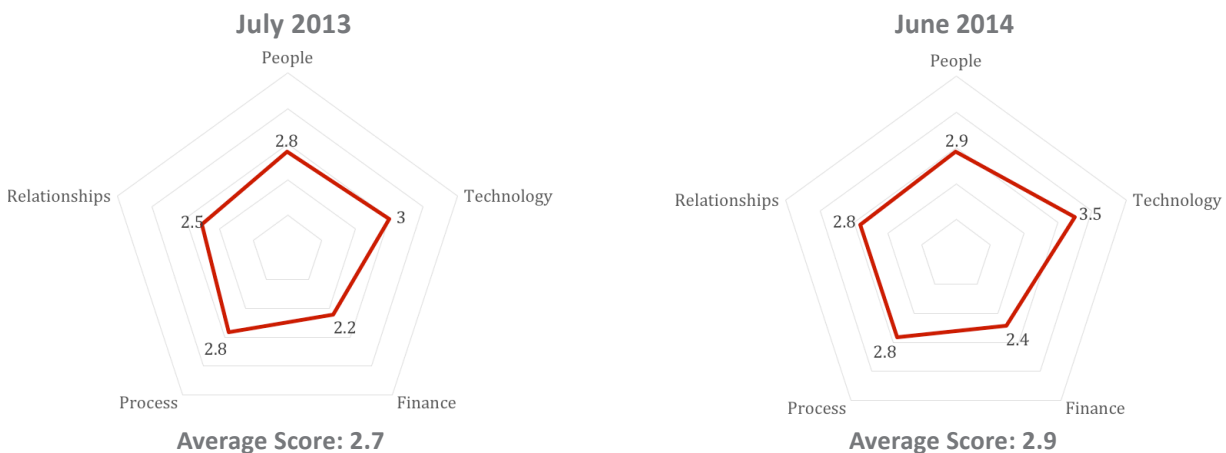 July 2013
People
2.8
Relationships
Technology
2.5
3
2.8
2.2
Process
Finance
Average Score: 2.7
June 2014
People
2.9
Relationships
Technology
2.8
3.5
2.8
2.4
Process
Finance
Average Score: 2.9